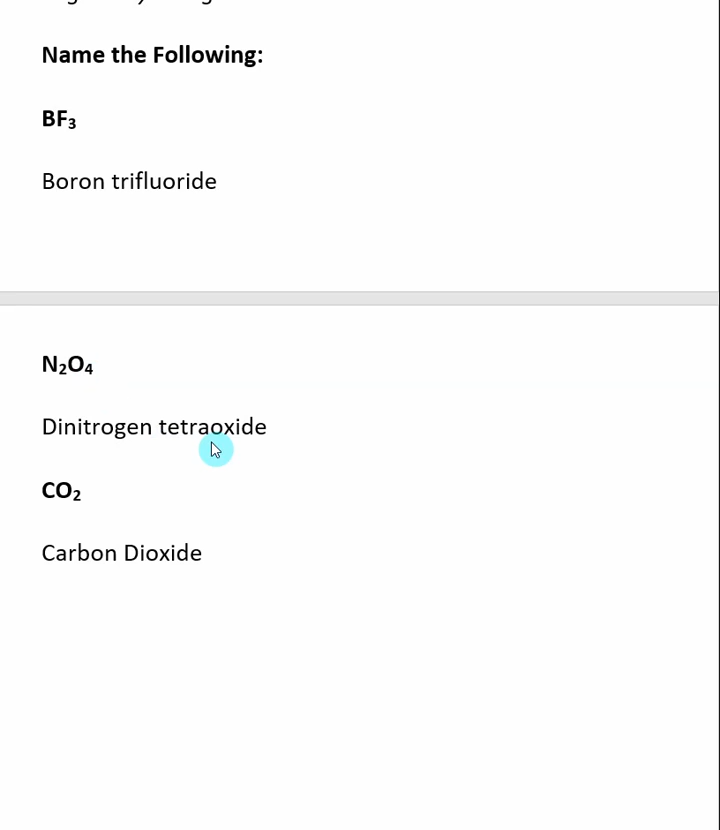 Name the Following:
BF₃
Boron trifluoride
N₂O₄
Dinitrogen tetraoxide
CO₂
Carbon Dioxide